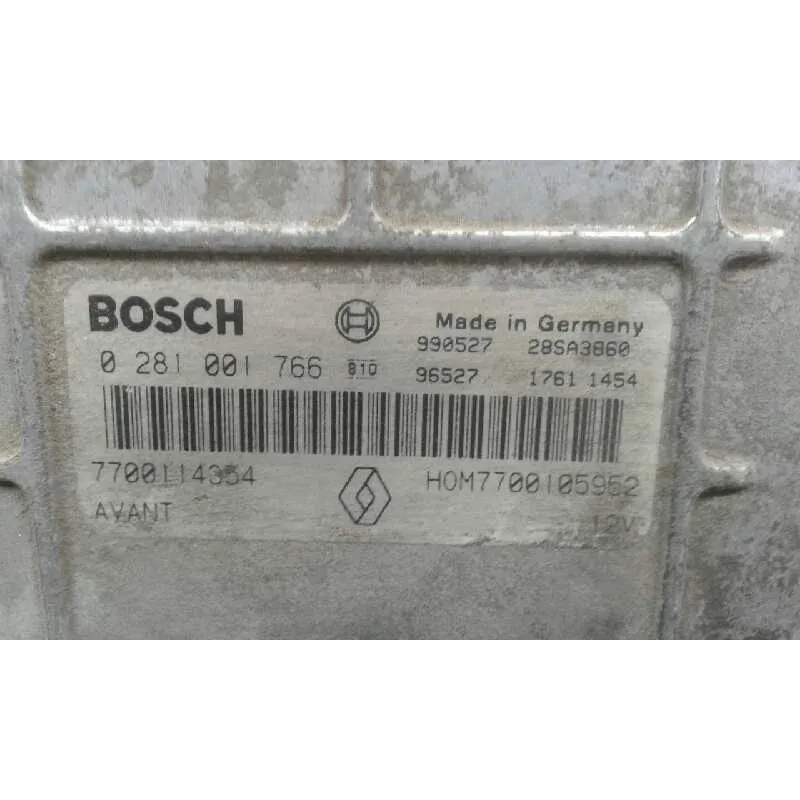 BOSCH Made in Germany
990527 28SA3860
0 281 001 766 810 96527 1761 1454
7700114354 HOM7700105952
AVANT 12V